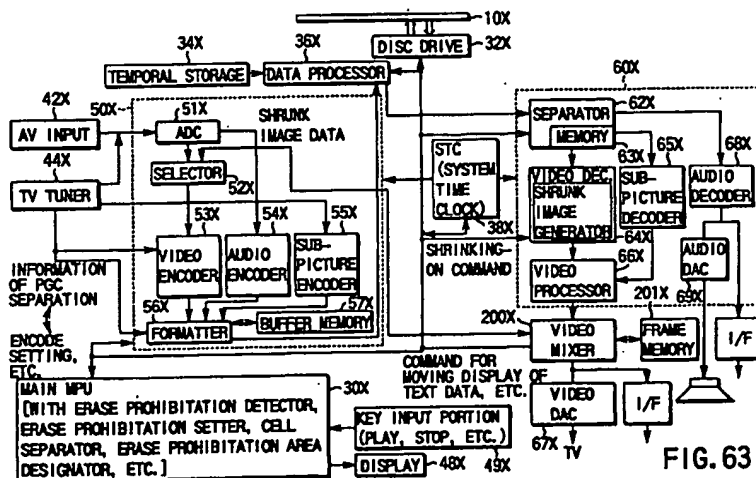 10X
32X
DISC DRIVE
34X
36X
TEMPORAL STORAGE
DATA PROCESSOR
60X
42X
50X
51X
AV INPUT
ADC
SHRUNK
IMAGE DATA
44X
TV TUNER
SELECTOR
52X
53X
54X
55X
VIDEO
ENCODER
AUDIO
ENCODER
SUB-
PICTURE
ENCODER
56X
57X
FORMATTER
BUFFER MEMORY
INFORMATION
OF PGC
SEPARATION
ENCODE
SETTING,
ETC.
STC
(SYSTEM
TIME
CLOCK)
38X
SHRINKING-
ON COMMAND
SEPARATOR
62X
MEMORY
63X
65X
68X
VIDEO DEC.
SHRUNK
IMAGE
GENERATOR
64X
SUB-
PICTURE
DECODER
AUDIO
DECODER
66X
VIDEO
PROCESSOR
AUDIO
DAC
69X
200X
201X
VIDEO
MIXER
FRAME
MEMORY
I/F
COMMAND FOR
MOVING DISPLAY OF
TEXT DATA, ETC.
VIDEO
DAC
I/F
67X
TV
30X
MAIN MPU
[WITH ERASE PROHIBITION DETECTOR,
ERASE PROHIBITION SETTER, CELL
SEPARATOR, ERASE PROHIBITION AREA
DESIGNATOR, ETC.]
KEY INPUT PORTION
(PLAY, STOP, ETC.)
49X
DISPLAY
48X
FIG. 63